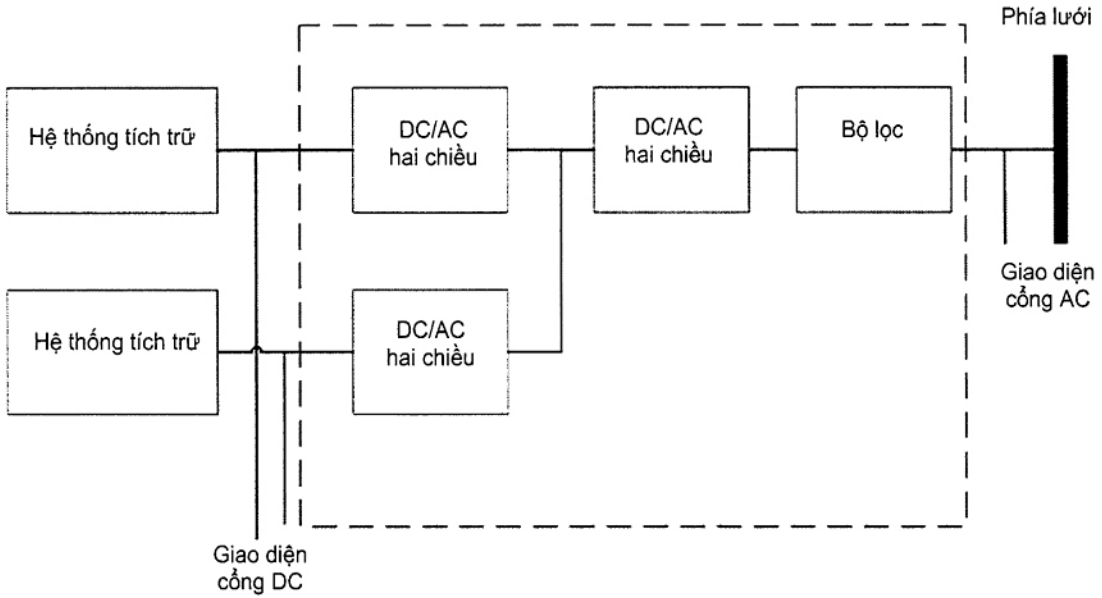 Phía lưới
Hệ thống tích trữ
DC/AC
hai chiều
DC/AC
hai chiều
Bộ lọc
Giao diện
cổng AC
Hệ thống tích trữ
DC/AC
hai chiều
Giao diện
cổng DC